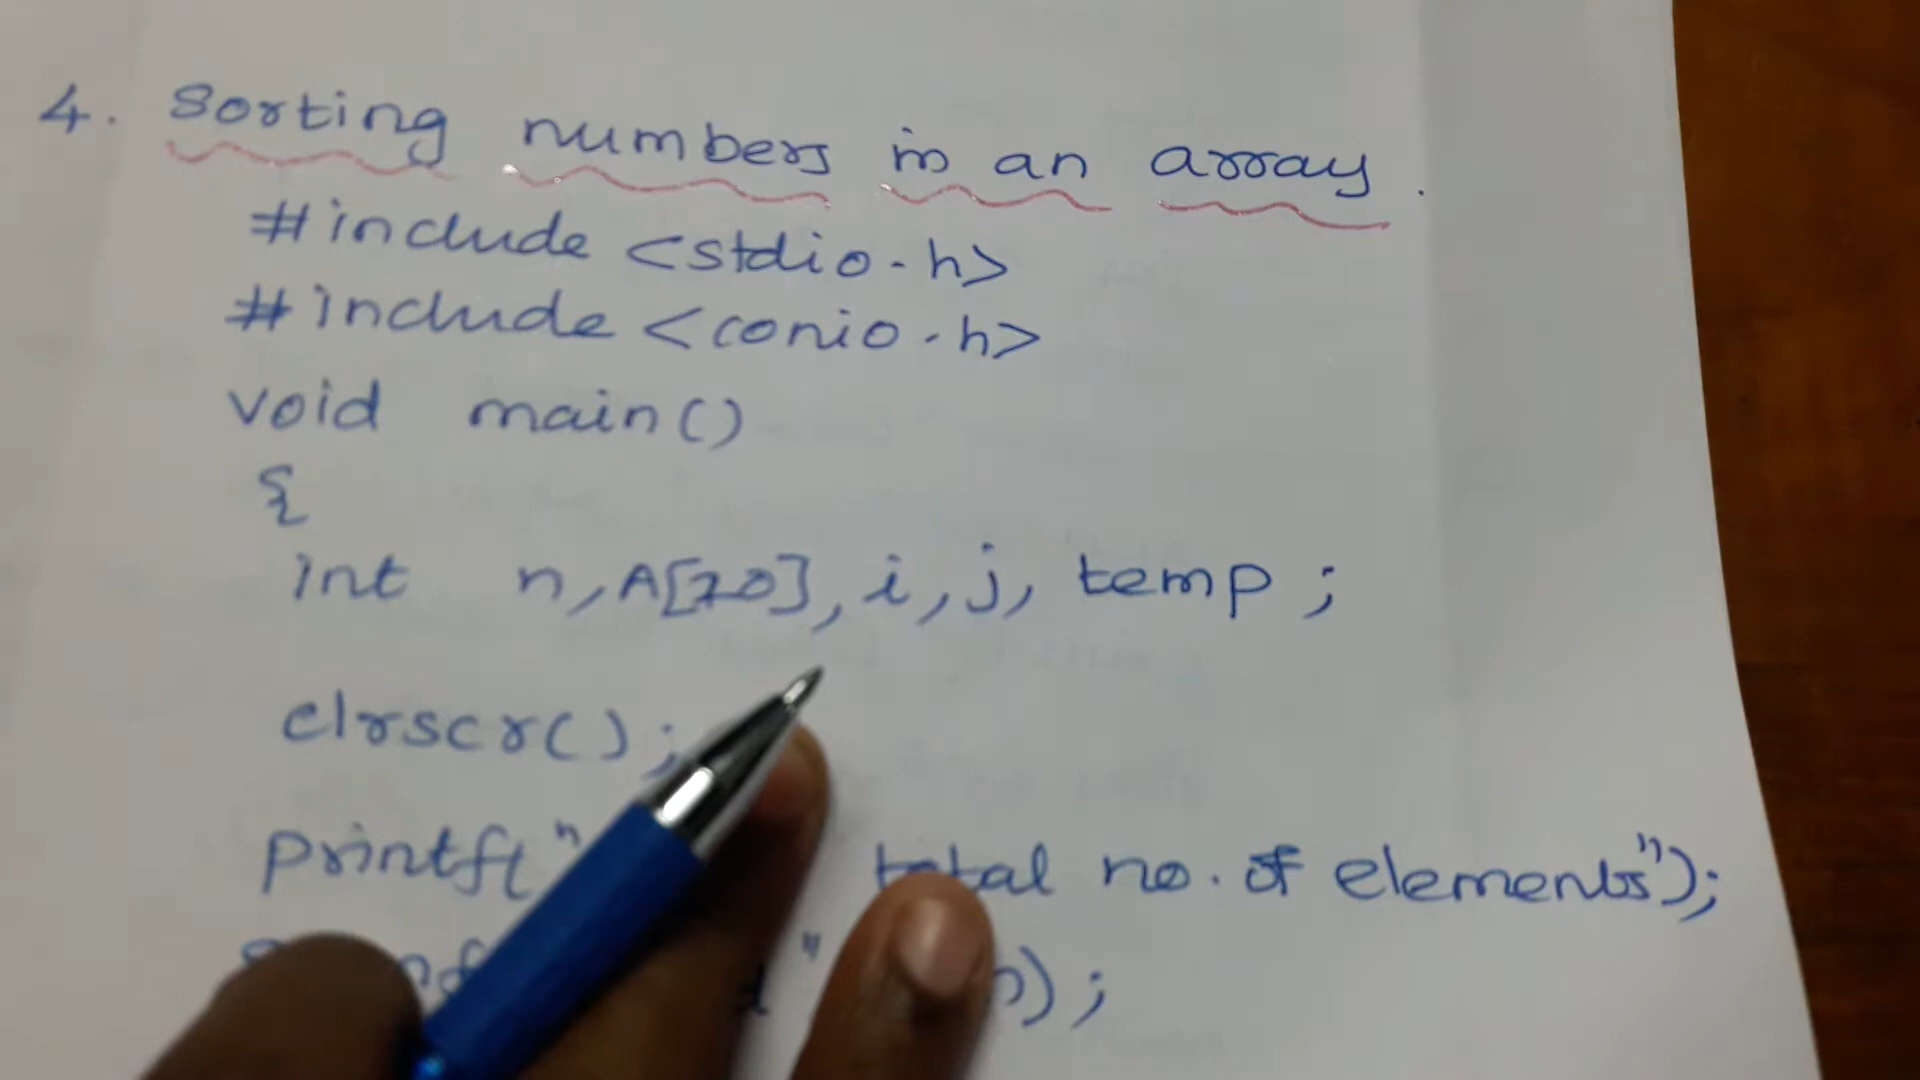 4. Sorting numbers in an array.
#include <stdio.h>
#include <conio.h>
void main()
{
int n, A[20], i, j, temp;
clrscr();
printf(" total no. of elements");
);